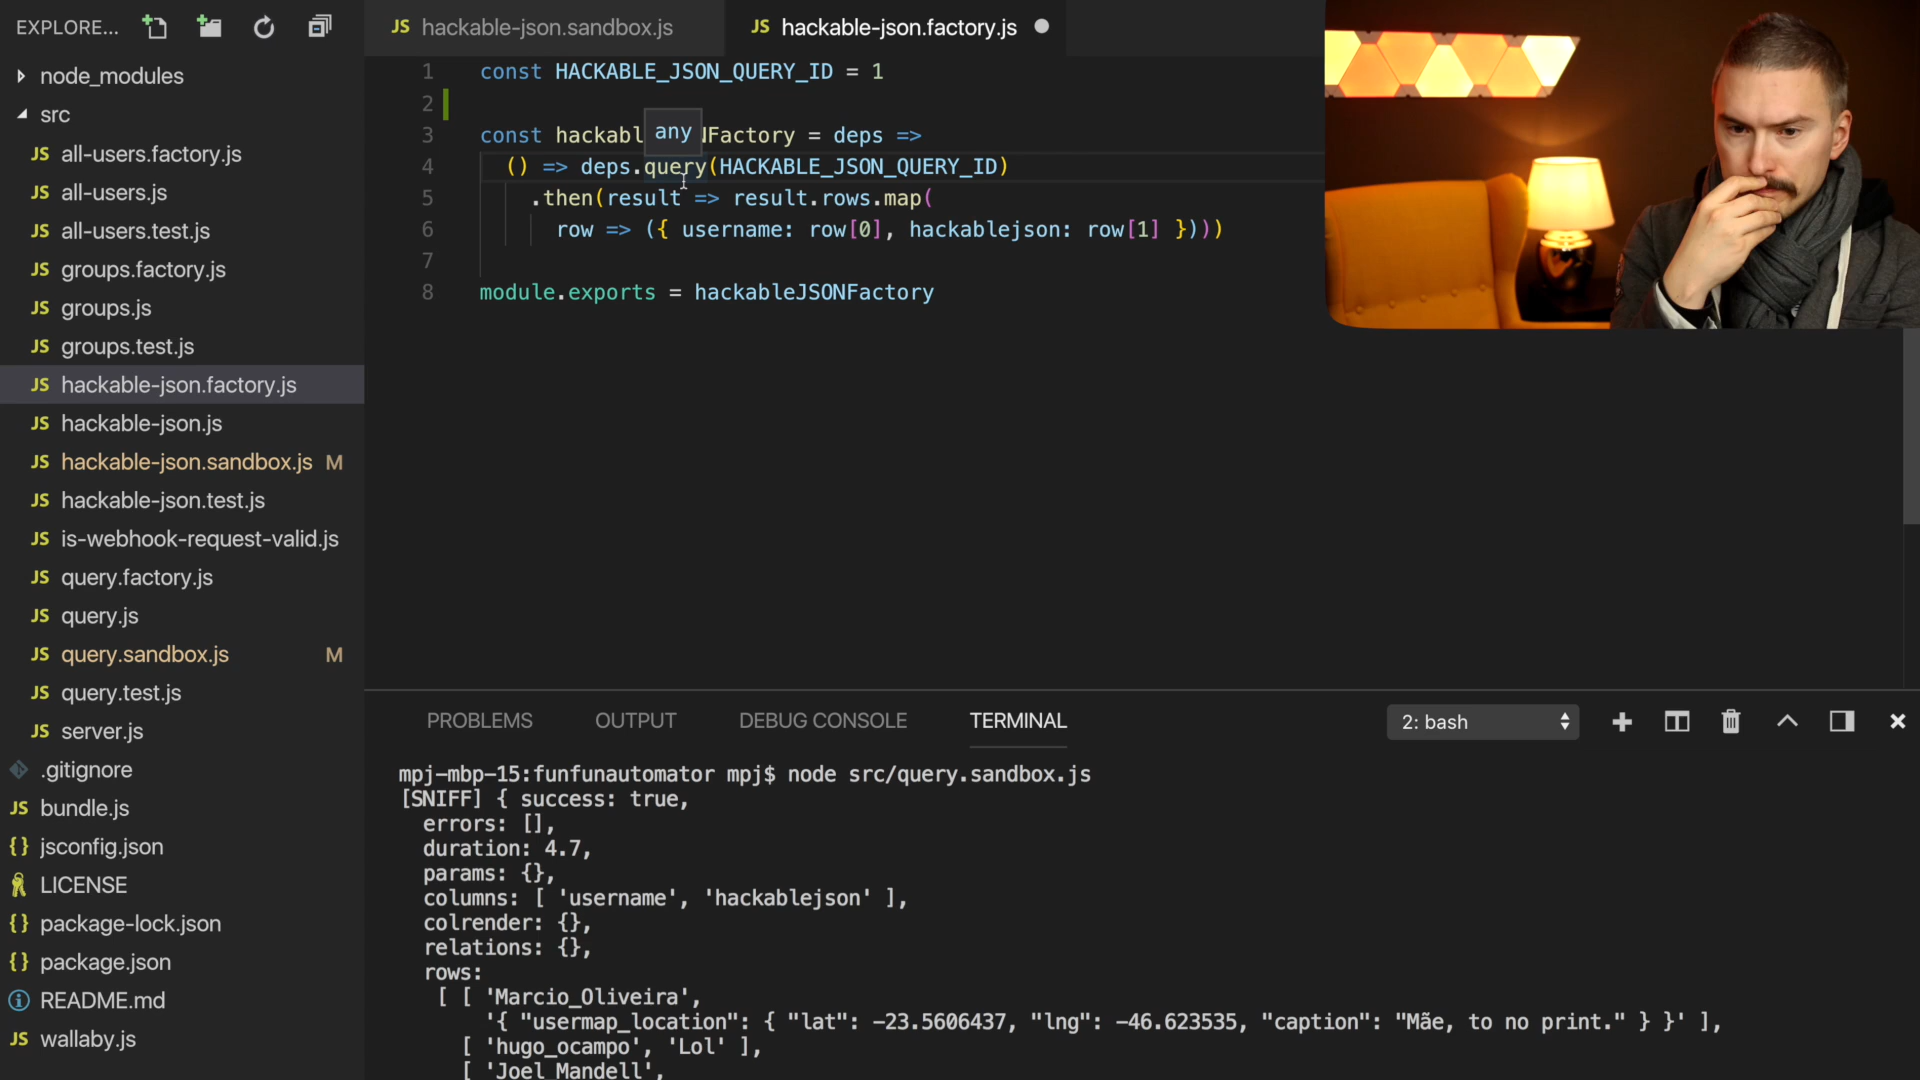 EXPLORE...
node_modules
src
JS all-users.factory.js
JS all-users.js
JS all-users.test.js
JS groups.factory.js
JS groups.js
JS groups.test.js
JS hackable-json.factory.js
JS hackable-json.js
JS hackable-json.sandbox.js M
JS hackable-json.test.js
JS is-webhook-request-valid.js
JS query.factory.js
JS query.js
JS query.sandbox.js M
JS query.test.js
JS server.js
.gitignore
JS bundle.js
{} jsconfig.json
LICENSE
{} package-lock.json
{} package.json
README.md
JS wallaby.js
JS hackable-json.sandbox.js
JS hackable-json.factory.js
1 const HACKABLE_JSON_QUERY_ID = 1
2
any
3 const hackabl NFactory = deps =>
4 () => deps.query(HACKABLE_JSON_QUERY_ID)
5 .then(result => result.rows.map(
6 row => ({ username: row[0], hackablejson: row[1] })))
7
8 module.exports = hackableJSONFactory
PROBLEMS OUTPUT DEBUG CONSOLE TERMINAL 2: bash
mpj-mbp-15:funfunautomator mpj$ node src/query.sandbox.js
[SNIFF] { success: true,
errors: [],
duration: 4.7,
params: {},
columns: [ 'username', 'hackablejson' ],
colrender: {},
relations: {},
rows:
[ [ 'Marcio_Oliveira',
'{ "usermap_location": { "lat": -23.5606437, "lng": -46.623535, "caption": "Mãe, to no print." } }' ],
[ 'hugo_ocampo', 'Lol' ],
[ 'Joel_Mandell',